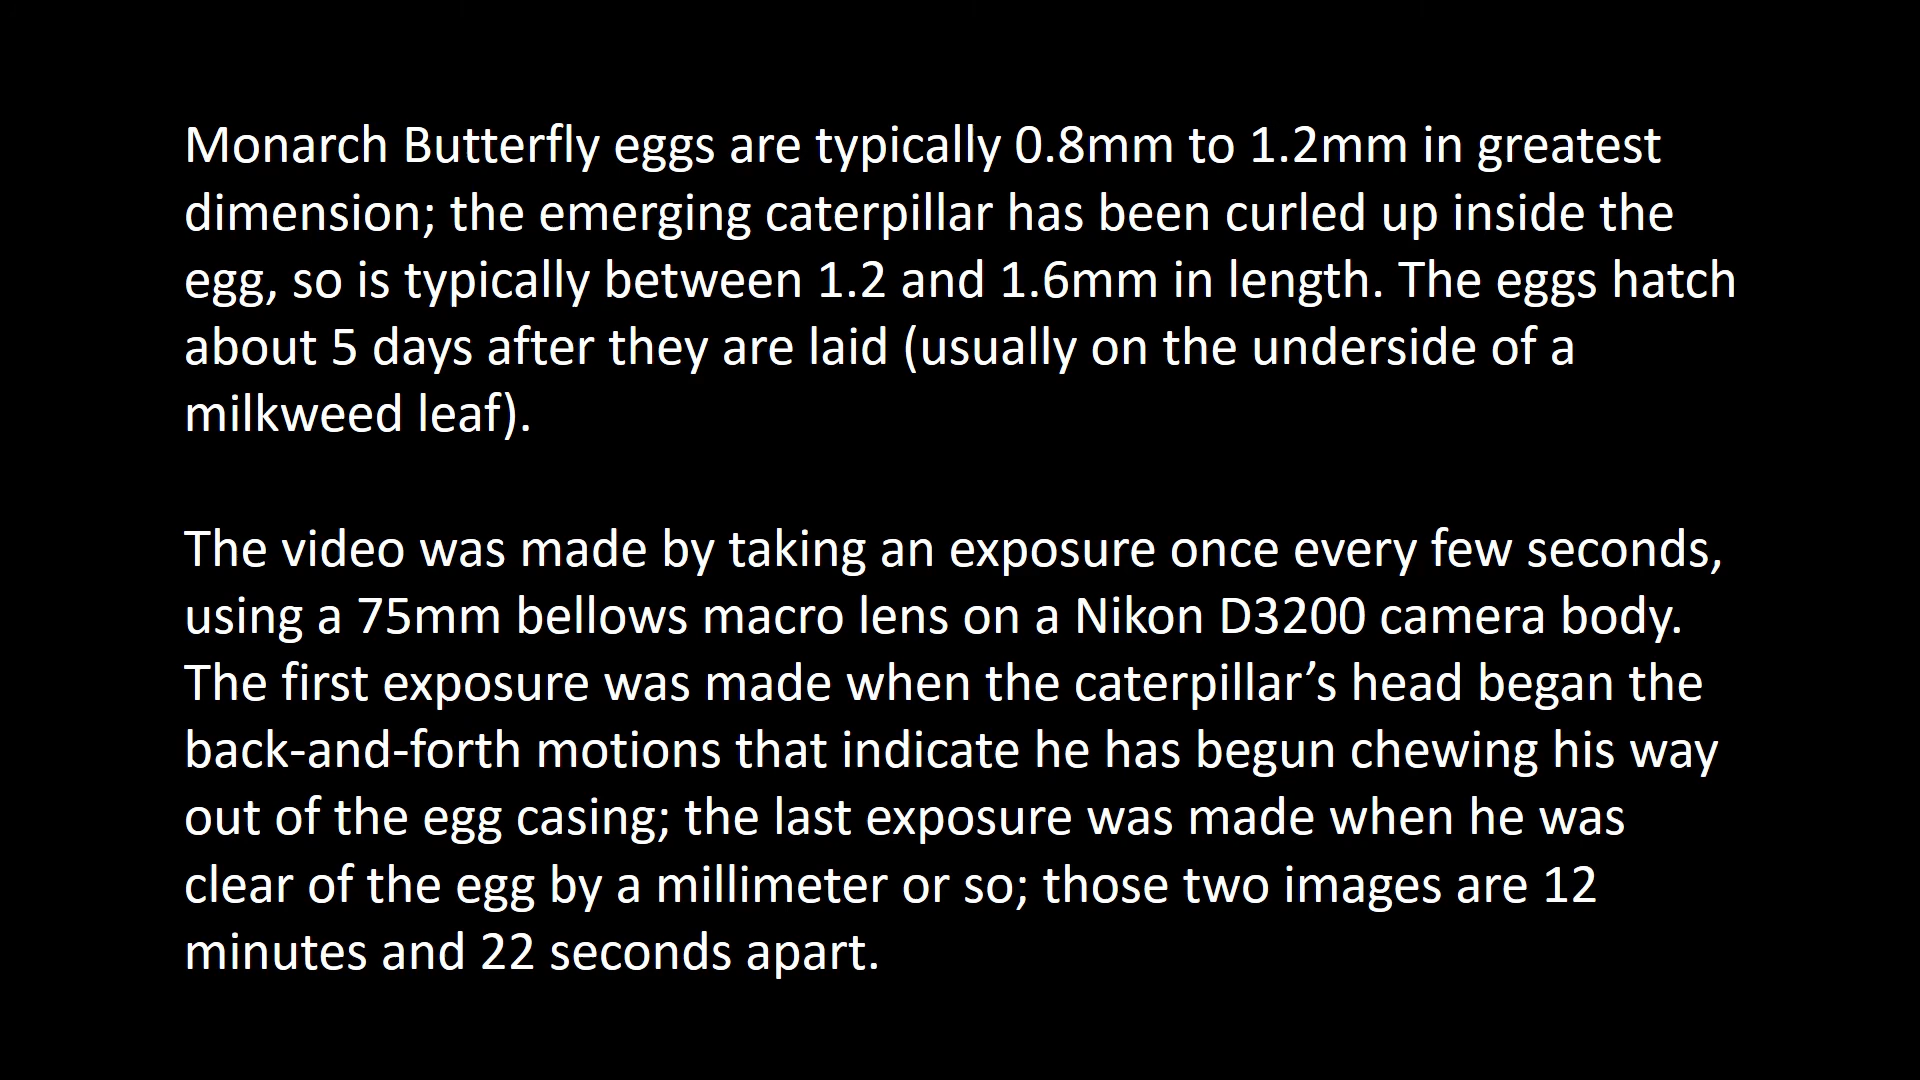 Monarch Butterfly eggs are typically 0.8mm to 1.2mm in greatest
dimension; the emerging caterpillar has been curled up inside the
egg, so is typically between 1.2 and 1.6mm in length. The eggs hatch
about 5 days after they are laid (usually on the underside of a
milkweed leaf).
The video was made by taking an exposure once every few seconds,
using a 75mm bellows macro lens on a Nikon D3200 camera body.
The first exposure was made when the caterpillar’s head began the
back-and-forth motions that indicate he has begun chewing his way
out of the egg casing; the last exposure was made when he was
clear of the egg by a millimeter or so; those two images are 12
minutes and 22 seconds apart.